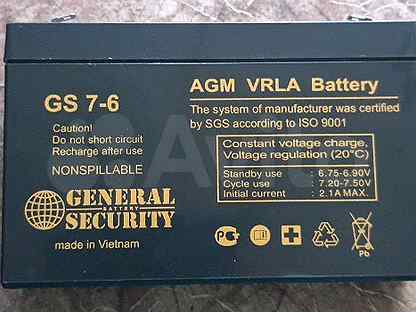 GS 7-6
Caution!
Do not short circuit
Recharge after use
NONSPILLABLE
GENERAL
BATTERY
SECURITY
made in Vietnam
AGM VRLA Battery
The system of manufacturer was certified
by SGS according to ISO 9001
Constant voltage charge,
Voltage regulation (20°C)
Standby use : 6.75-6.90V
Cycle use : 7.20-7.50V
Initial current : 2.1A MAX.
Pb